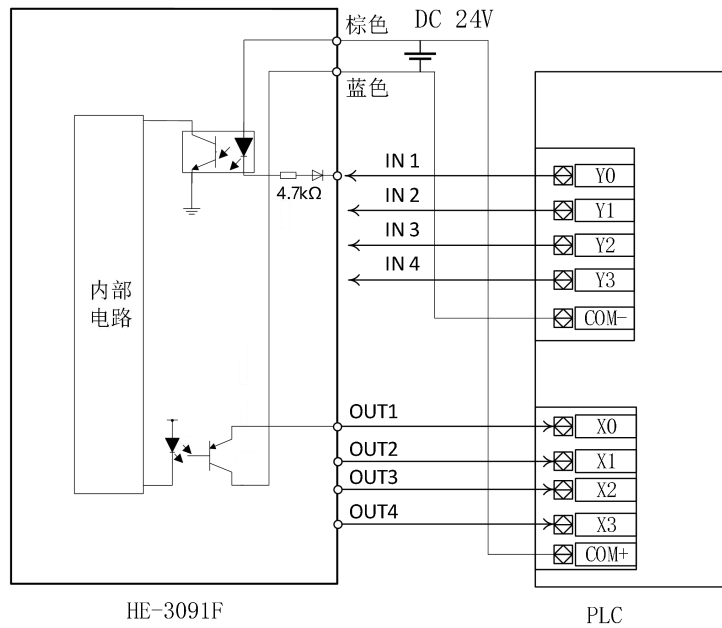 棕色
DC 24V
蓝色
4.7kΩ
IN 1
IN 2
IN 3
IN 4
Y0
Y1
Y2
Y3
COM-
内部
电路
OUT1
OUT2
OUT3
OUT4
X0
X1
X2
X3
COM+
HE-3091F
PLC